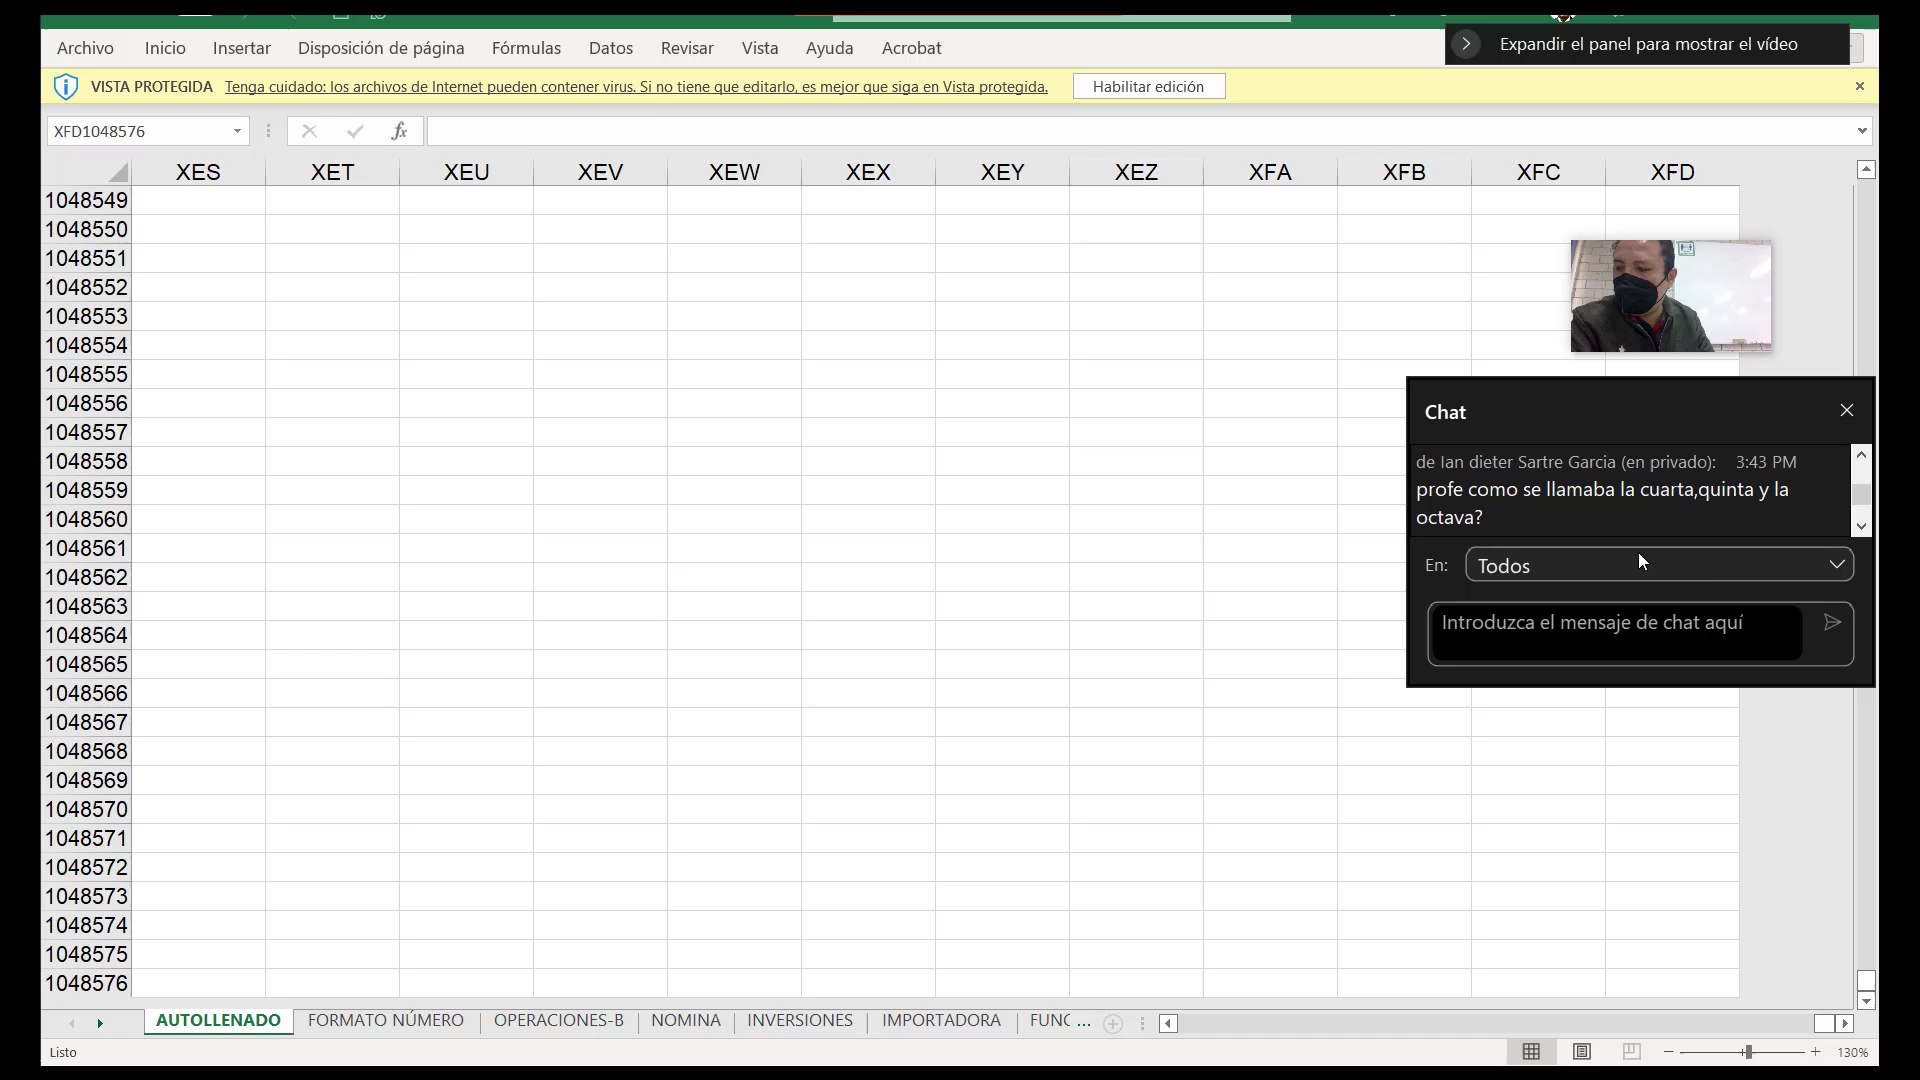 Archivo Inicio Insertar Disposición de página Fórmulas Datos Revisar Vista Ayuda Acrobat
Expandir el panel para mostrar el vídeo
VISTA PROTEGIDA Tenga cuidado: los archivos de Internet pueden contener virus. Si no tiene que editarlo, es mejor que siga en Vista protegida. Habilitar edición
XFD1048576 fx
XES XET XEU XEV XEW XEX XEY XEZ XFA XFB XFC XFD
1048549
1048550
1048551
1048552
1048553
1048554
1048555
1048556
1048557
1048558
1048559
1048560
1048561
1048562
1048563
1048564
1048565
1048566
1048567
1048568
1048569
1048570
1048571
1048572
1048573
1048574
1048575
1048576
Chat
de Ian dieter Sartre Garcia (en privado): 3:43 PM
profe como se llamaba la cuarta,quinta y la
octava?
En: Todos
Introduzca el mensaje de chat aquí
AUTOLLENADO FORMATO NÚMERO OPERACIONES-B NOMINA INVERSIONES IMPORTADORA FUNC ...
Listo
130%